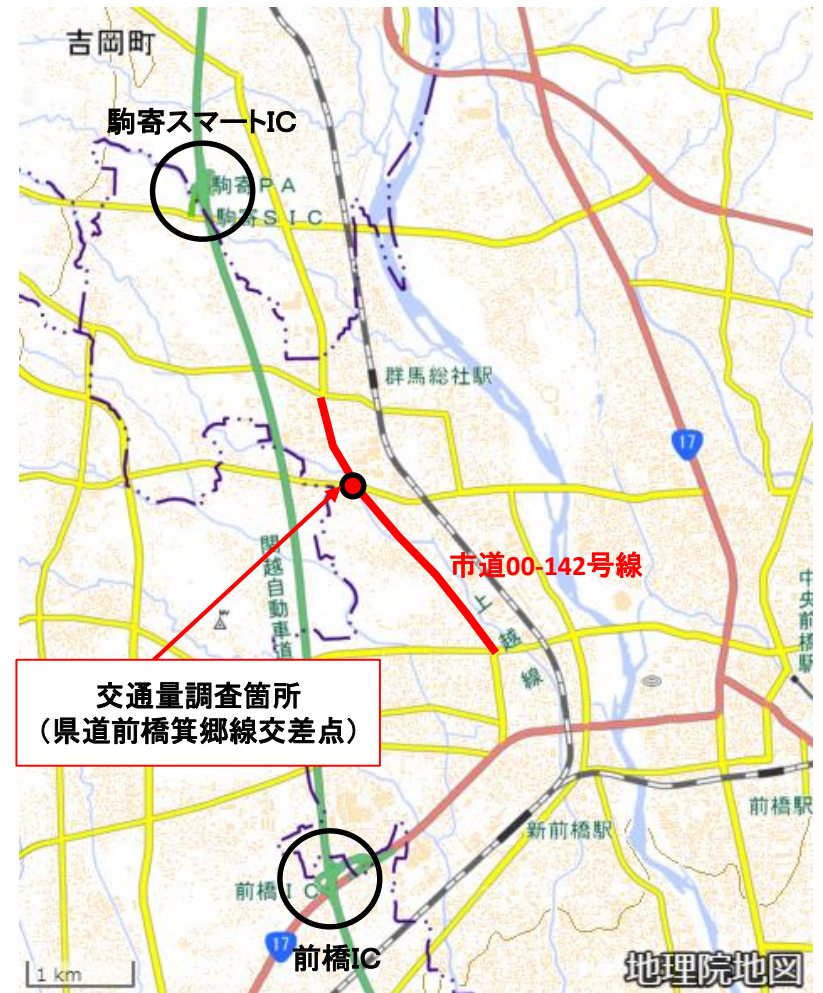 吉岡町
駒寄スマートIC
駒寄PA
駒寄SIC
群馬総社駅
17
関越自動車道
市道00-142号線
上越線
中央前橋駅
交通量調査箇所
（県道前橋箕郷線交差点）
前橋駅
新前橋駅
前橋IC
17
前橋IC
1 km
地理院地図